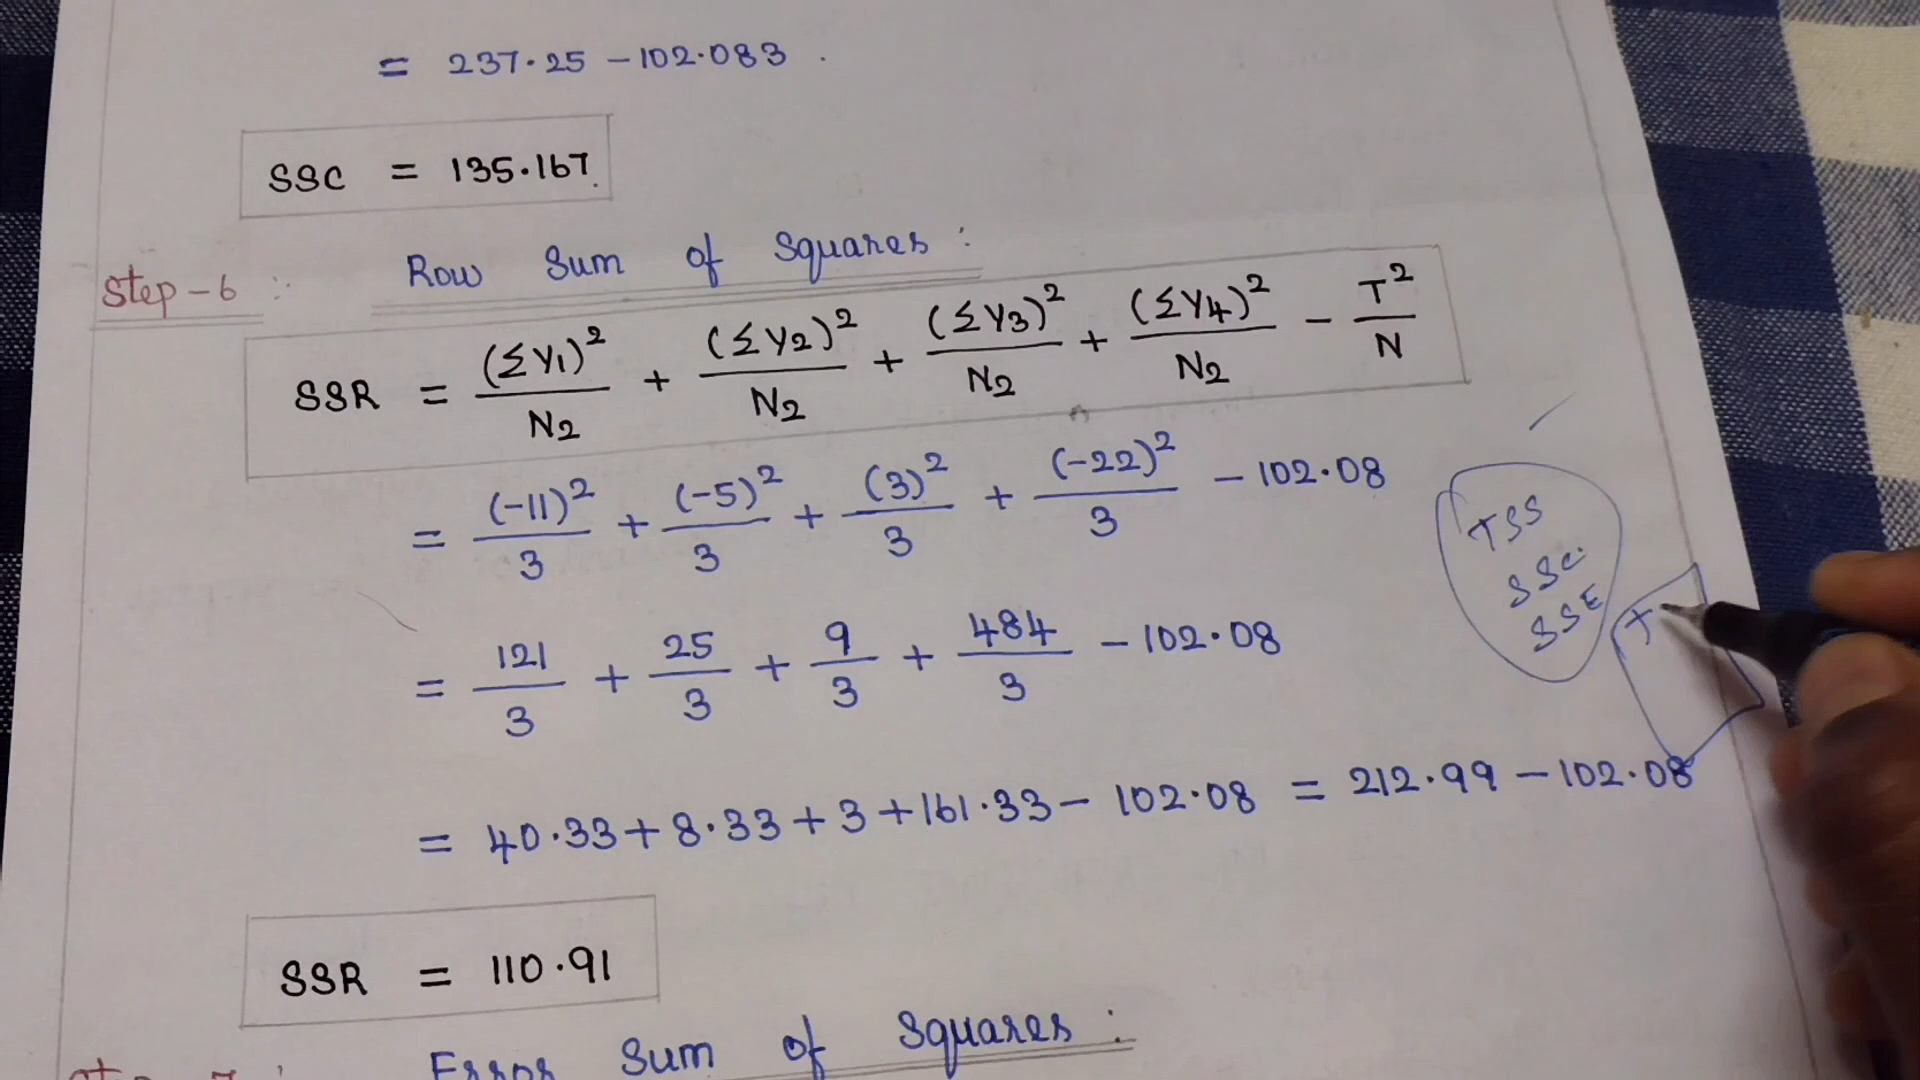 = 237.25 - 102.083
SSC = 135.167
Step-6 : Row Sum of Squares :
SSR = (ΣY1)²/N2 + (ΣY2)²/N2 + (ΣY3)²/N2 + (ΣY4)²/N2 - T²/N
= (-11)²/3 + (-5)²/3 + (3)²/3 + (-22)²/3 - 102.08
TSS
SSC
SSE
T
= 121/3 + 25/3 + 9/3 + 484/3 - 102.08
= 40.33 + 8.33 + 3 + 161.33 - 102.08 = 212.99 - 102.08
SSR = 110.91
Error Sum of Squares :